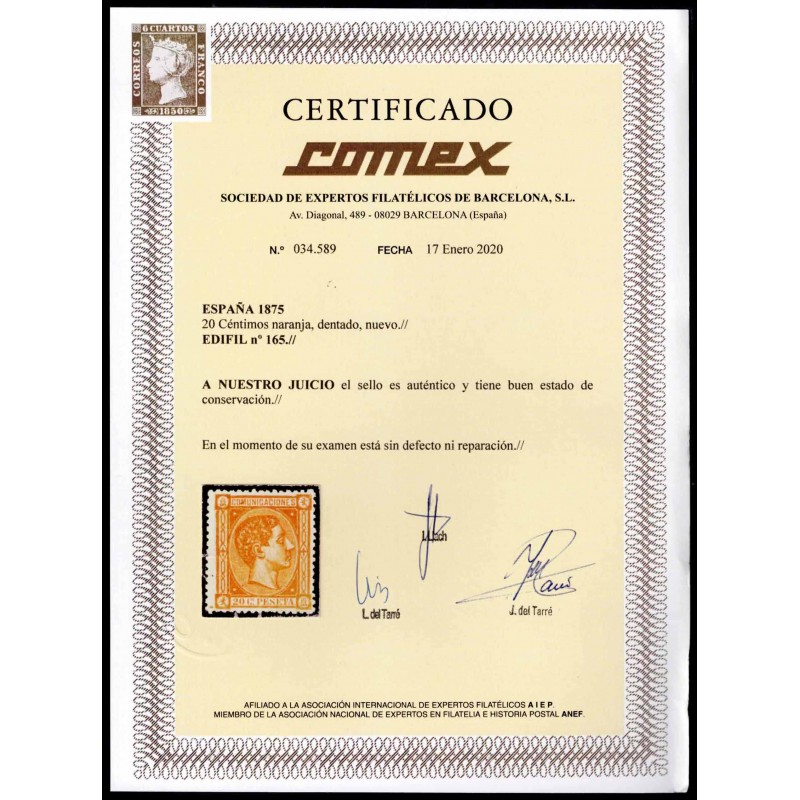 6 CUARTOS
CORREOS
FRANCO
1850
CERTIFICADO
comex
SOCIEDAD DE EXPERTOS FILATÉLICOS DE BARCELONA, S.L.
Av. Diagonal, 489 - 08029 BARCELONA (España)
N.º 034.589 FECHA 17 Enero 2020
ESPAÑA 1875
20 Céntimos naranja, dentado, nuevo.//
EDIFIL nº 165.//
A NUESTRO JUICIO el sello es auténtico y tiene buen estado de
conservación.//
En el momento de su examen está sin defecto ni reparación.//
COMUNICACIONES
20 C. PESETA
L. del Tarré
J. del Tarré
AFILIADO A LA ASOCIACIÓN INTERNACIONAL DE EXPERTOS FILATÉLICOS A I E P.
MIEMBRO DE LA ASOCIACIÓN NACIONAL DE EXPERTOS EN FILATELIA E HISTORIA POSTAL ANEF.